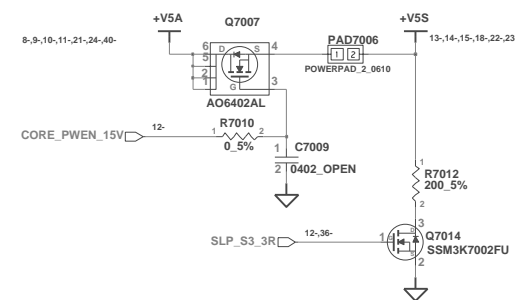 +V5A
Q7007
PAD7006
+V5S
8-,9-,10-,11-,21-,24-,40-
13-,14-,15-,18-,22-,23
6
D
S
4
5
2
1
G
3
1
2
POWERPAD_2_0610
AO6402AL
CORE_PWEN_15V
12-
R7010
1
2
0_5%
1
C7009
2
0402_OPEN
1
R7012
200_5%
2
SLP_S3_3R
12-,36-
3
1
G
D
S
Q7014
SSM3K7002FU
2